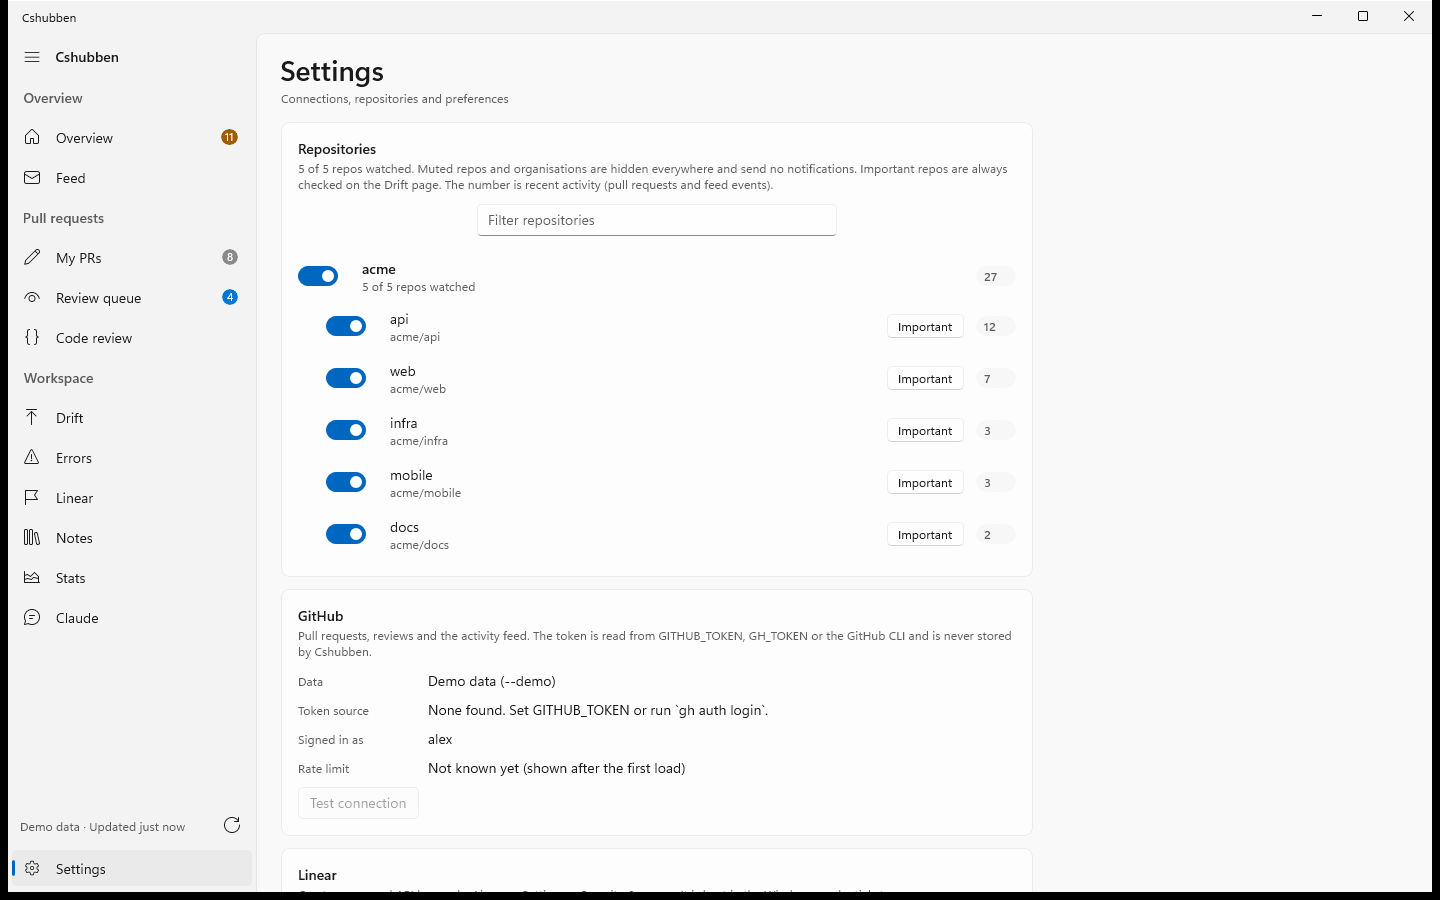 Cshubben
Cshubben
Overview
Overview 11
Feed
Pull requests
My PRs 8
Review queue 4
Code review
Workspace
Drift
Errors
Linear
Notes
Stats
Claude
Demo data · Updated just now
Settings
Settings
Connections, repositories and preferences
Repositories
5 of 5 repos watched. Muted repos and organisations are hidden everywhere and send no notifications. Important repos are always
checked on the Drift page. The number is recent activity (pull requests and feed events).
Filter repositories
acme 27
5 of 5 repos watched
api Important 12
acme/api
web Important 7
acme/web
infra Important 3
acme/infra
mobile Important 3
acme/mobile
docs Important 2
acme/docs
GitHub
Pull requests, reviews and the activity feed. The token is read from GITHUB_TOKEN, GH_TOKEN or the GitHub CLI and is never stored
by Cshubben.
Data Demo data (--demo)
Token source None found. Set GITHUB_TOKEN or run `gh auth login`.
Signed in as alex
Rate limit Not known yet (shown after the first load)
Test connection
Linear